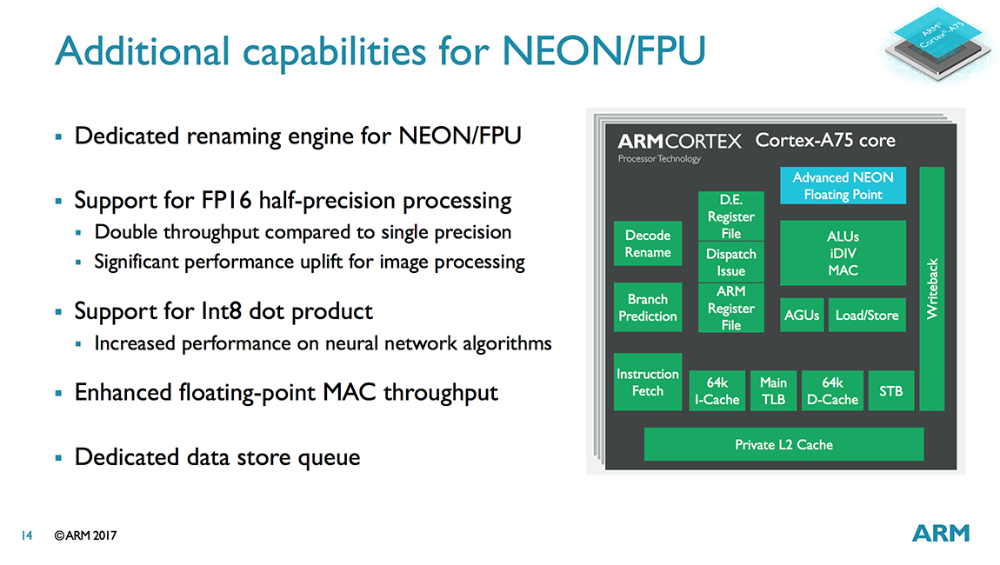 Additional capabilities for NEON/FPU
ARM®
Cortex®-A75
▪ Dedicated renaming engine for NEON/FPU
▪ Support for FP16 half-precision processing
▪ Double throughput compared to single precision
▪ Significant performance uplift for image processing
▪ Support for Int8 dot product
▪ Increased performance on neural network algorithms
▪ Enhanced floating-point MAC throughput
▪ Dedicated data store queue
ARMCORTEX
Processor Technology
Cortex-A75 core
Advanced NEON
Floating Point
D.E.
Register
File
Decode
Rename
Dispatch
Issue
ALUs
iDIV
MAC
Branch
Prediction
ARM
Register
File
AGUs
Load/Store
Writeback
Instruction
Fetch
64k
I-Cache
Main
TLB
64k
D-Cache
STB
Private L2 Cache
14 ©ARM 2017
ARM